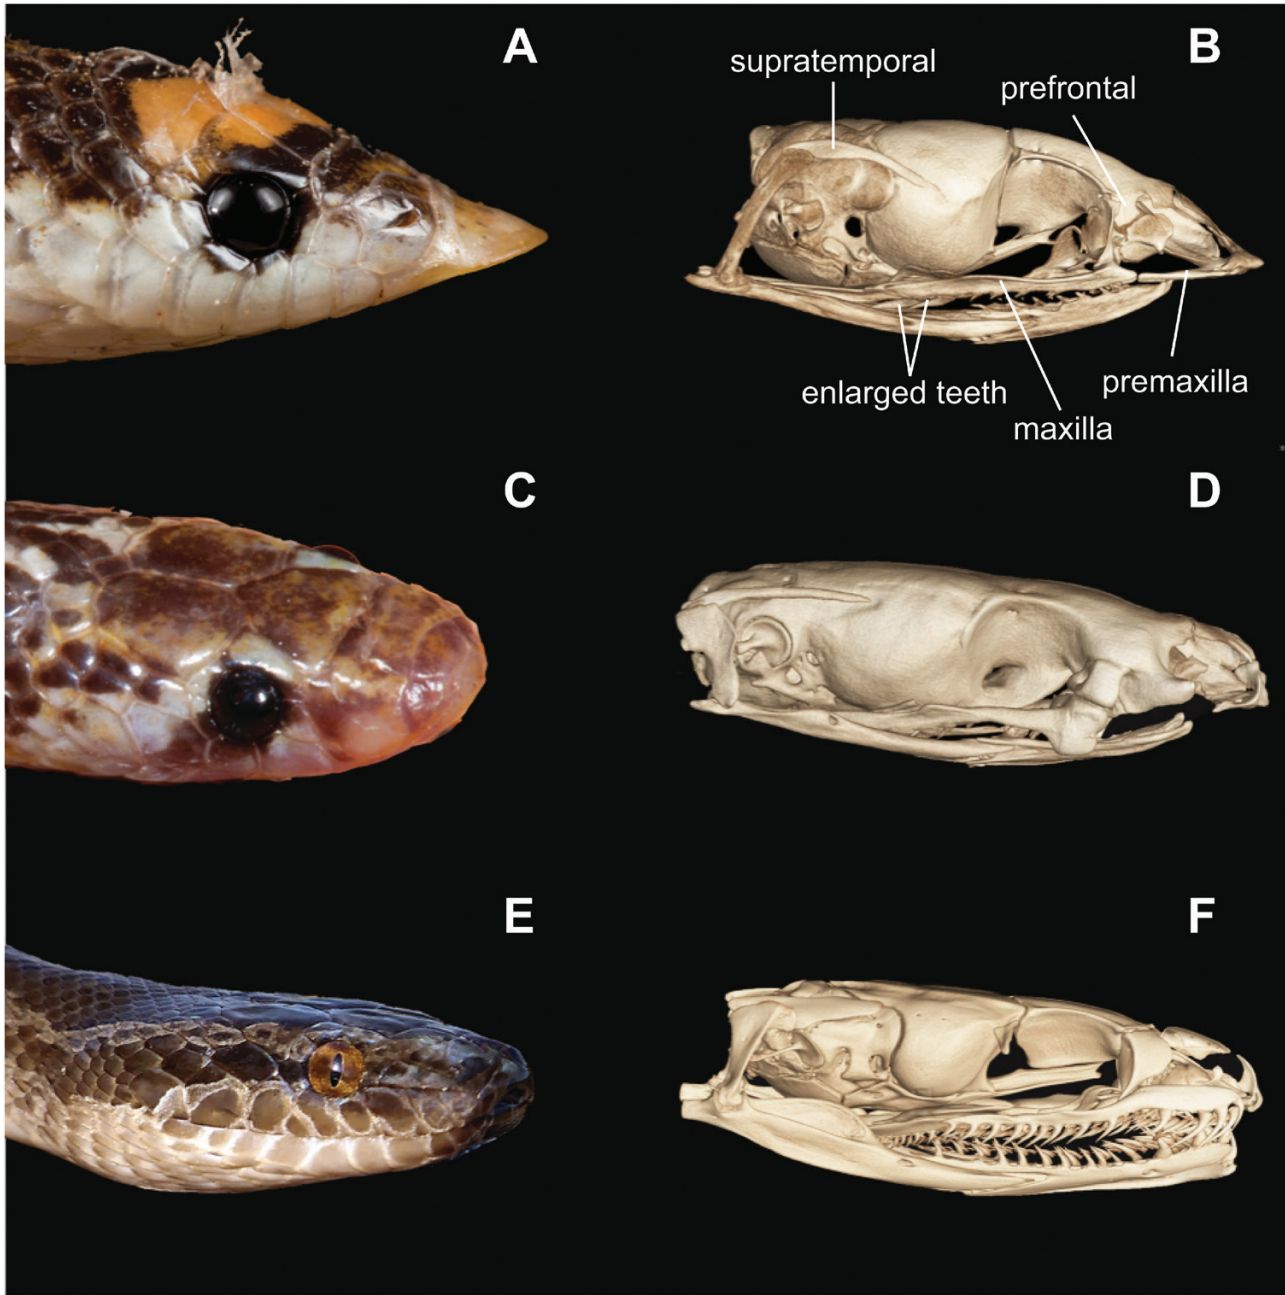 A
B
supratemporal
prefrontal
enlarged teeth
premaxilla
maxilla
C
D
E
F